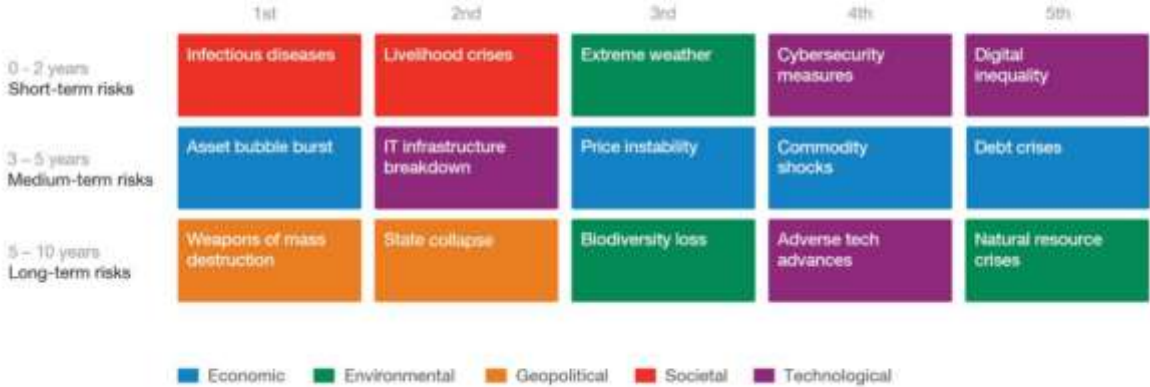 1st 2nd 3rd 4th 5th
0 - 2 years
Short-term risks
Infectious diseases
Livelihood crises
Extreme weather
Cybersecurity
measures
Digital
inequality
3 – 5 years
Medium-term risks
Asset bubble burst
IT infrastructure
breakdown
Price instability
Commodity
shocks
Debt crises
5 – 10 years
Long-term risks
Weapons of mass
destruction
State collapse
Biodiversity loss
Adverse tech
advances
Natural resource
crises
Economic Environmental Geopolitical Societal Technological